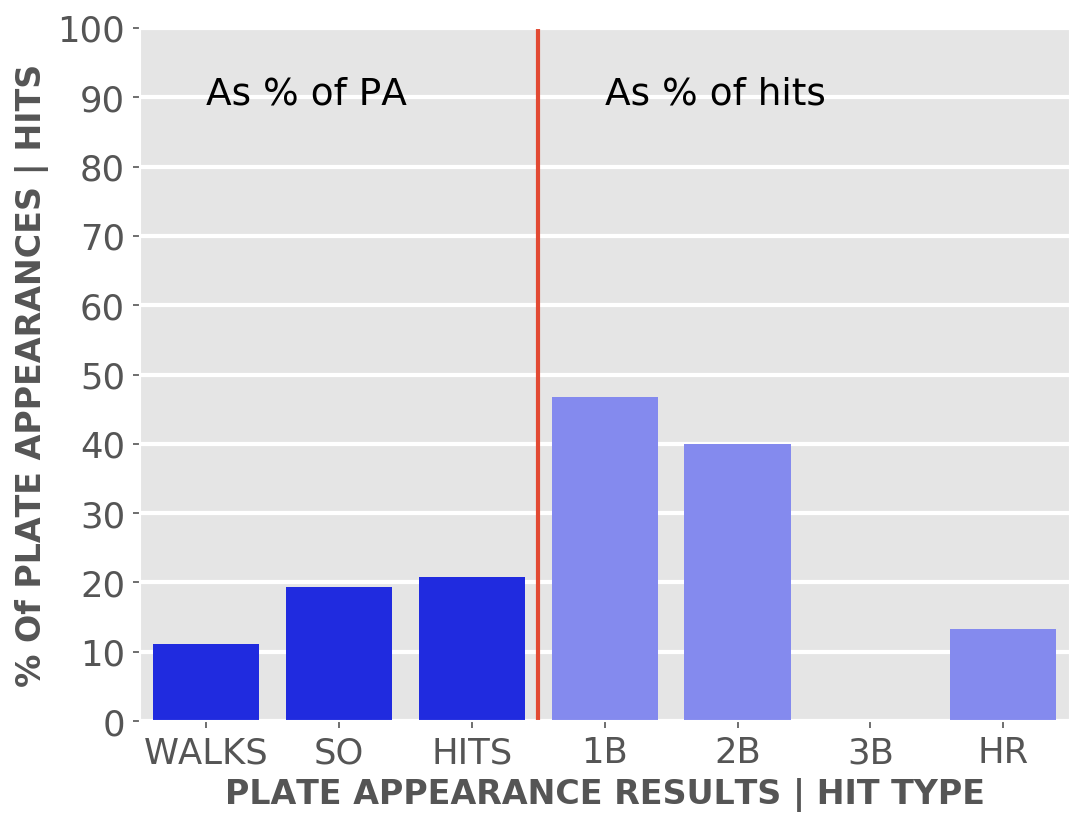 % Of PLATE APPEARANCES | HITS
100
90
80
70
60
50
40
30
20
10
0
As % of PA
As % of hits
WALKS SO HITS 1B 2B 3B HR
PLATE APPEARANCE RESULTS | HIT TYPE